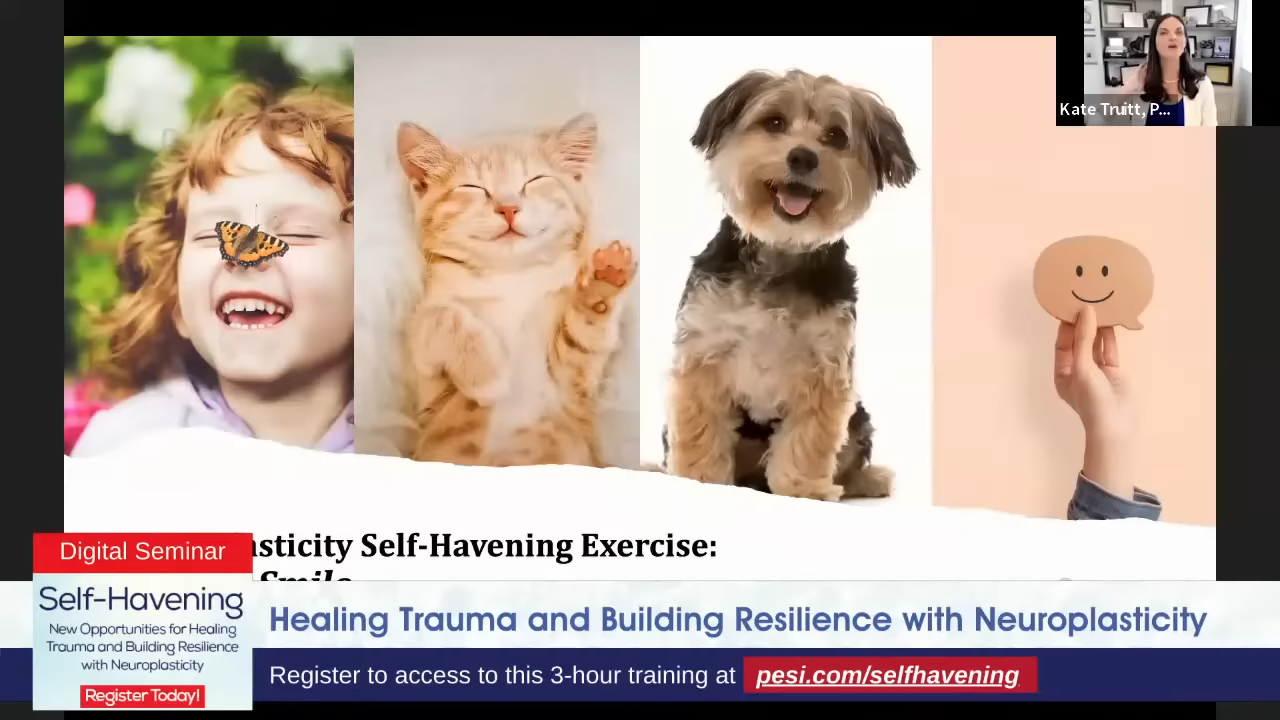 Kate Truitt, P...
Self-Havening Exercise:
Smile
Digital Seminar
Self-Havening
New Opportunities for Healing
Trauma and Building Resilience
with Neuroplasticity
Register Today!
Healing Trauma and Building Resilience with Neuroplasticity
Register to access to this 3-hour training at pesi.com/selfhavening